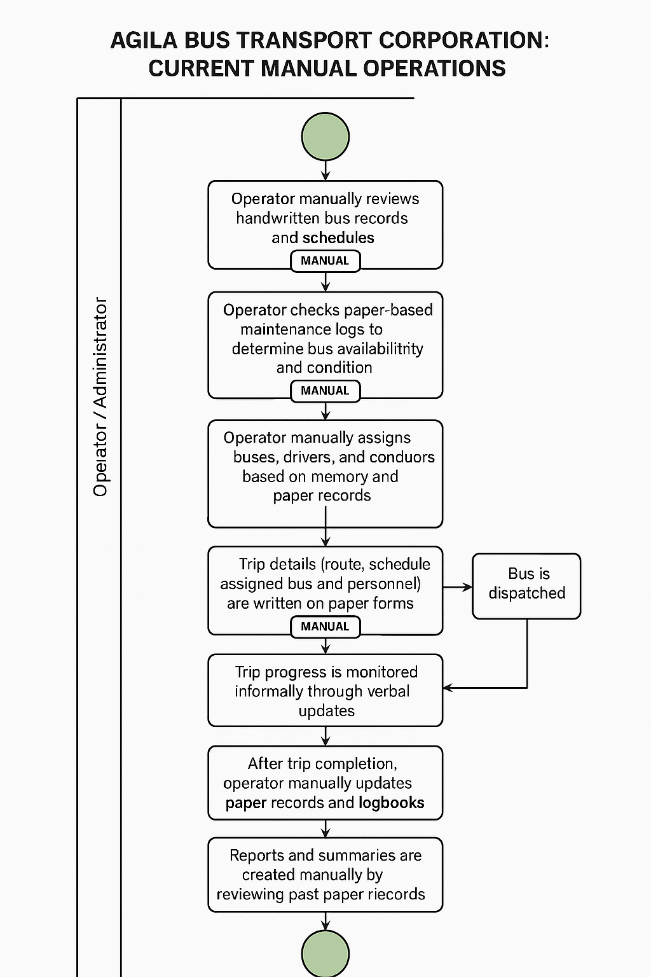 AGILA BUS TRANSPORT CORPORATION:
CURRENT MANUAL OPERATIONS
Operator / Administrator
Operator manually reviews
handwritten bus records
and schedules
MANUAL
Operator checks paper-based
maintenance logs to
determine bus availabilitrity
and condition
MANUAL
Operator manually assigns
buses, drivers, and conduors
based on memory and
paper records
Trip details (route, schedule
assigned bus and personnel)
are written on paper forms
MANUAL
Bus is
dispatched
Trip progress is monitored
informally through verbal
updates
After trip completion,
operator manually updates
paper records and logbooks
Reports and summaries are
created manually by
reviewing past paper riecords